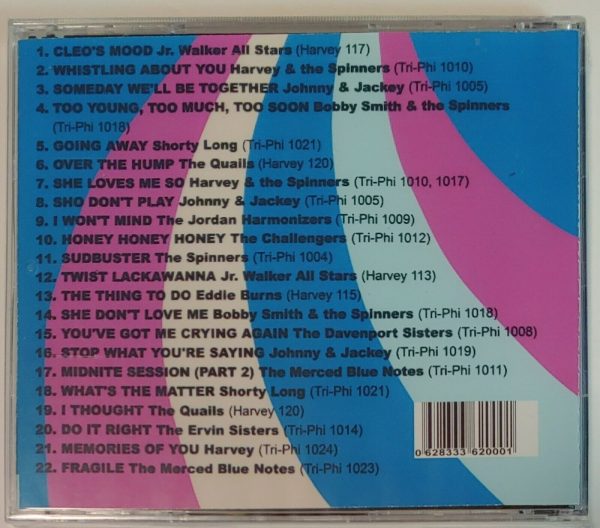 1. CLEO'S MOOD Jr. Walker All Stars (Harvey 117)
2. WHISTLING ABOUT YOU Harvey & the Spinners (Tri-Phi 1010)
3. SOMEDAY WE'LL BE TOGETHER Johnny & Jackey (Tri-Phi 1005)
4. TOO YOUNG, TOO MUCH, TOO SOON Bobby Smith & the Spinners
(Tri-Phi 1018)
5. GOING AWAY Shorty Long (Tri-Phi 1021)
6. OVER THE HUMP The Quails (Harvey 120)
7. SHE LOVES ME SO Harvey & the Spinners (Tri-Phi 1010, 1017)
8. SHO DON'T PLAY Johnny & Jackey (Tri-Phi 1005)
9. I WON'T MIND The Jordan Harmonizers (Tri-Phi 1009)
10. HONEY HONEY HONEY The Challengers (Tri-Phi 1012)
11. SUDBUSTER The Spinners (Tri-Phi 1004)
12. TWIST LACKAWANNA Jr. Walker All Stars (Harvey 113)
13. THE THING TO DO Eddie Burns (Harvey 115)
14. SHE DON'T LOVE ME Bobby Smith & the Spinners (Tri-Phi 1018)
15. YOU'VE GOT ME CRYING AGAIN The Davenport Sisters (Tri-Phi 1008)
16. STOP WHAT YOU'RE SAYING Johnny & Jackey (Tri-Phi 1019)
17. MIDNITE SESSION (PART 2) The Merced Blue Notes (Tri-Phi 1011)
18. WHAT'S THE MATTER Shorty Long (Tri-Phi 1021)
19. I THOUGHT The Quails (Harvey 120)
20. DO IT RIGHT The Ervin Sisters (Tri-Phi 1014)
21. MEMORIES OF YOU Harvey (Tri-Phi 1024)
22. FRAGILE The Merced Blue Notes (Tri-Phi 1023)
0 628333 620001